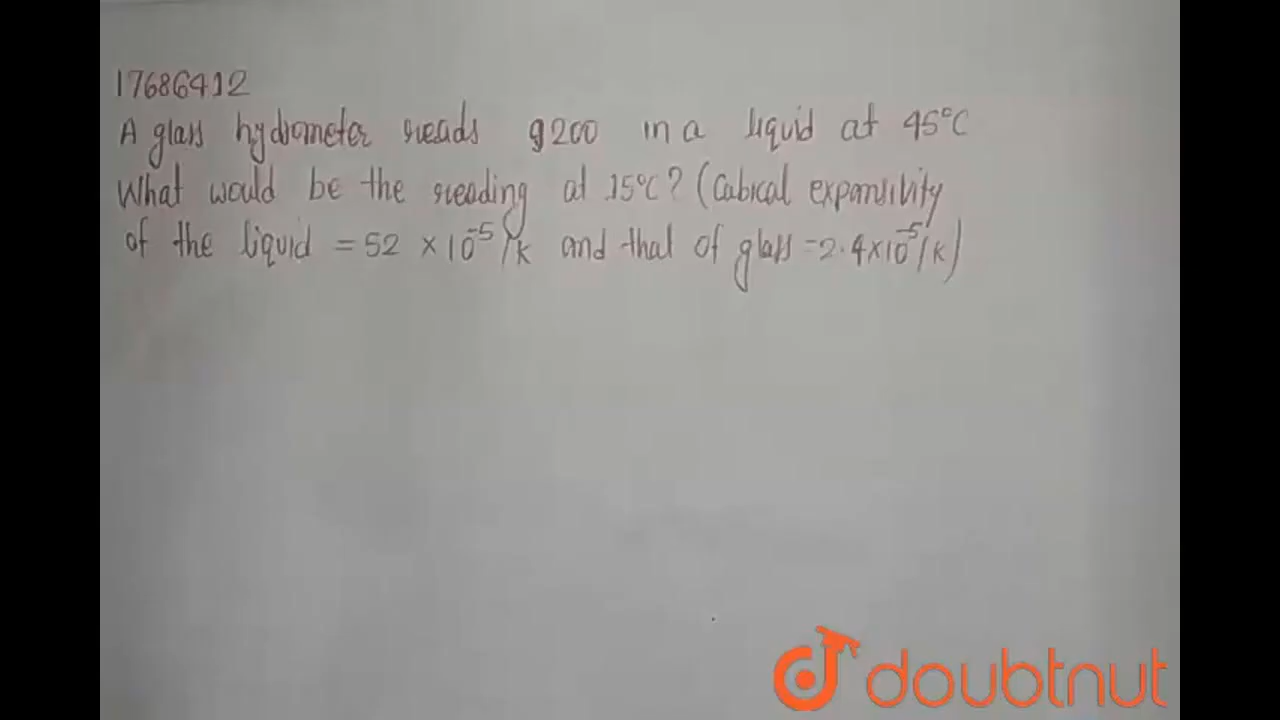 17686412
A glass hydrometer reads 9200 in a liquid at 45°C
What would be the reading at 15°C? (Cabical expansivity
of the liquid = 52 × 10⁻⁵/k and that of glass = 2.4×10⁻⁵/k)
doubtnut